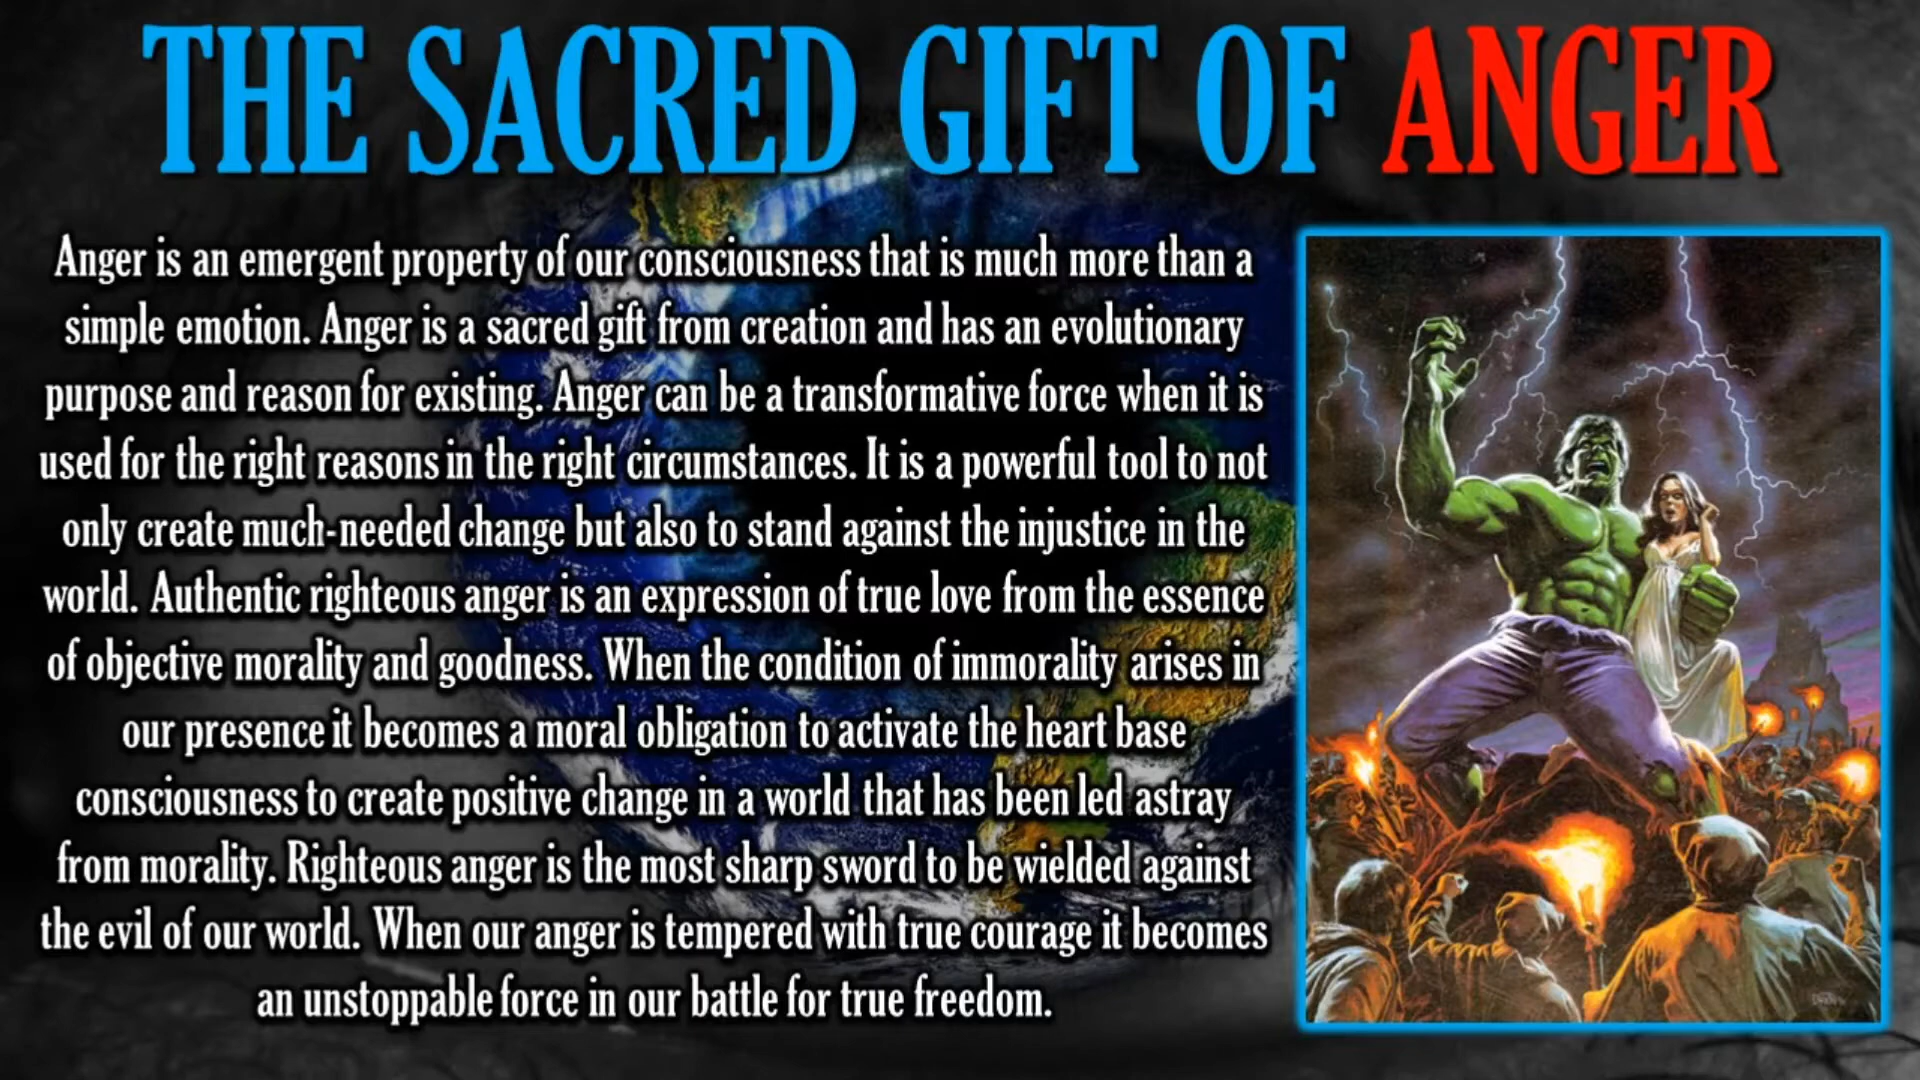 THE SACRED GIFT OF ANGER
Anger is an emergent property of our consciousness that is much more than a
simple emotion. Anger is a sacred gift from creation and has an evolutionary
purpose and reason for existing. Anger can be a transformative force when it is
used for the right reasons in the right circumstances. It is a powerful tool to not
only create much-needed change but also to stand against the injustice in the
world. Authentic righteous anger is an expression of true love from the essence
of objective morality and goodness. When the condition of immorality arises in
our presence it becomes a moral obligation to activate the heart base
consciousness to create positive change in a world that has been led astray
from morality. Righteous anger is the most sharp sword to be wielded against
the evil of our world. When our anger is tempered with true courage it becomes
an unstoppable force in our battle for true freedom.